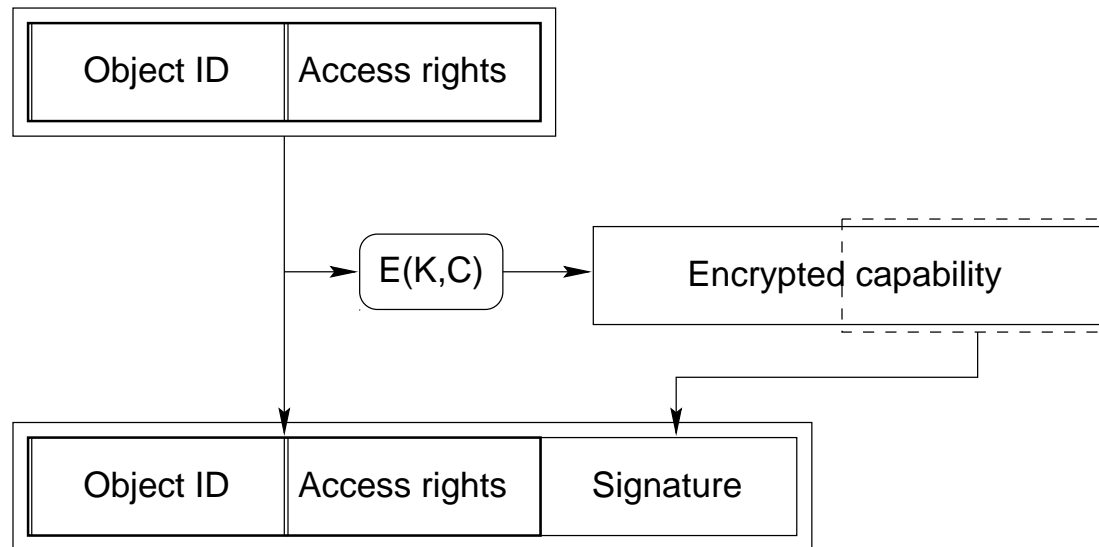 Object ID Access rights
E(K,C)
Encrypted capability
Object ID Access rights Signature